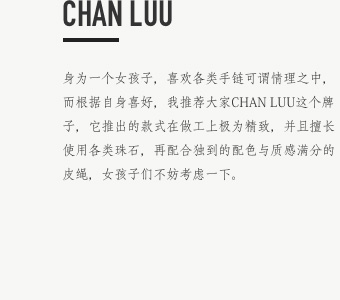 CHAN LUU
身为一个女孩子，喜欢各类手链可谓情理之中，
而根据自身喜好，我推荐大家CHAN LUU这个牌
子，它推出的款式在做工上极为精致，并且擅长
使用各类珠石，再配合独到的配色与质感满分的
皮绳，女孩子们不妨考虑一下。